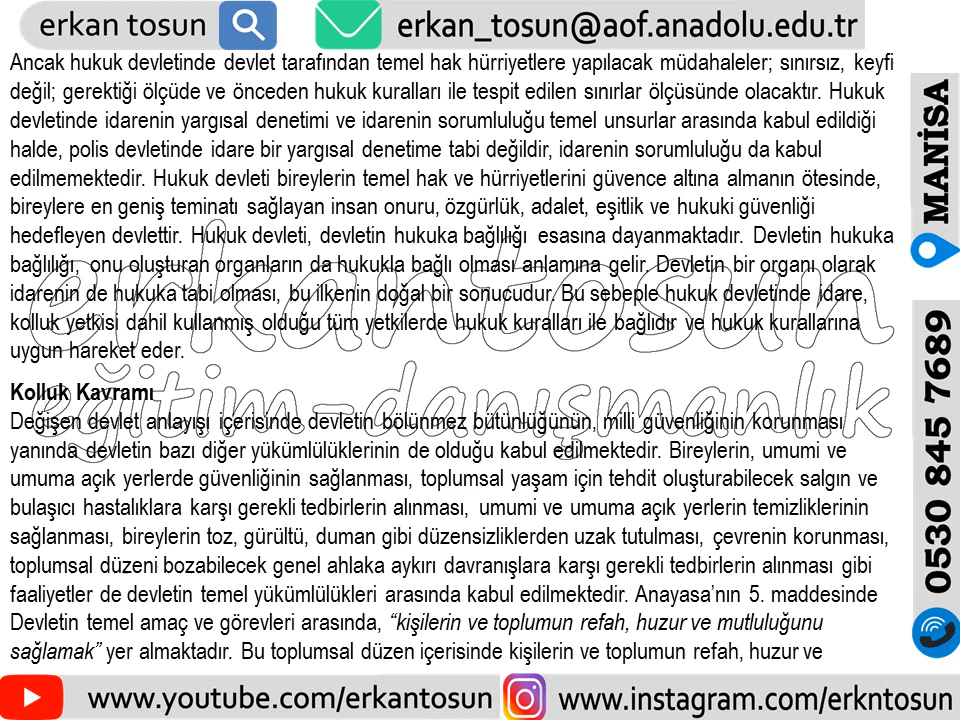 erkan tosun
erkan_tosun@aof.anadolu.edu.tr
Ancak hukuk devletinde devlet tarafından temel hak hürriyetlere yapılacak müdahaleler; sınırsız, keyfi
değil; gerektiği ölçüde ve önceden hukuk kuralları ile tespit edilen sınırlar ölçüsünde olacaktır. Hukuk
devletinde idarenin yargısal denetimi ve idarenin sorumluluğu temel unsurlar arasında kabul edildiği
halde, polis devletinde idare bir yargısal denetime tabi değildir, idarenin sorumluluğu da kabul
edilmemektedir. Hukuk devleti bireylerin temel hak ve hürriyetlerini güvence altına almanın ötesinde,
bireylere en geniş teminatı sağlayan insan onuru, özgürlük, adalet, eşitlik ve hukuki güvenliği
hedefleyen devlettir. Hukuk devleti, devletin hukuka bağlılığı esasına dayanmaktadır. Devletin hukuka
bağlılığı, onu oluşturan organların da hukukla bağlı olması anlamına gelir. Devletin bir organı olarak
idarenin de hukuka tabi olması, bu ilkenin doğal bir sonucudur. Bu sebeple hukuk devletinde idare,
kolluk yetkisi dahil kullanmış olduğu tüm yetkilerde hukuk kuralları ile bağlıdır ve hukuk kurallarına
uygun hareket eder.
Kolluk Kavramı
Değişen devlet anlayışı içerisinde devletin bölünmez bütünlüğünün, milli güvenliğinin korunması
yanında devletin bazı diğer yükümlülüklerinin de olduğu kabul edilmektedir. Bireylerin, umumi ve
umuma açık yerlerde güvenliğinin sağlanması, toplumsal yaşam için tehdit oluşturabilecek salgın ve
bulaşıcı hastalıklara karşı gerekli tedbirlerin alınması, umumi ve umuma açık yerlerin temizliklerinin
sağlanması, bireylerin toz, gürültü, duman gibi düzensizliklerden uzak tutulması, çevrenin korunması,
toplumsal düzeni bozabilecek genel ahlaka aykırı davranışlara karşı gerekli tedbirlerin alınması gibi
faaliyetler de devletin temel yükümlülükleri arasında kabul edilmektedir. Anayasa’nın 5. maddesinde
Devletin temel amaç ve görevleri arasında, “kişilerin ve toplumun refah, huzur ve mutluluğunu
sağlamak” yer almaktadır. Bu toplumsal düzen içerisinde kişilerin ve toplumun refah, huzur ve
erkantosun
eğitim-danışmanlık
MANİSA
0530 845 7689
www.youtube.com/erkantosun
www.instagram.com/erkntosun